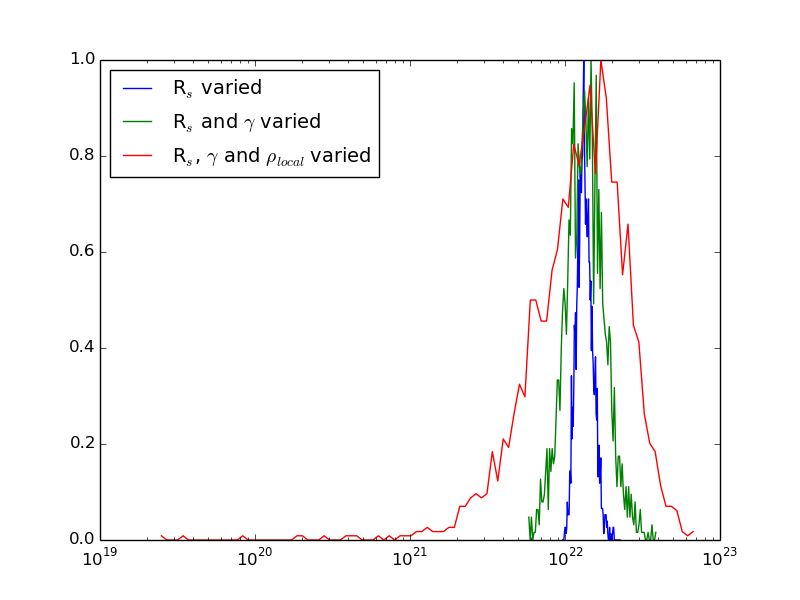 1.0
R_s varied
R_s and γ varied
R_s, γ and ρ_local varied
0.8
0.6
0.4
0.2
0.0
10^19 10^20 10^21 10^22 10^23